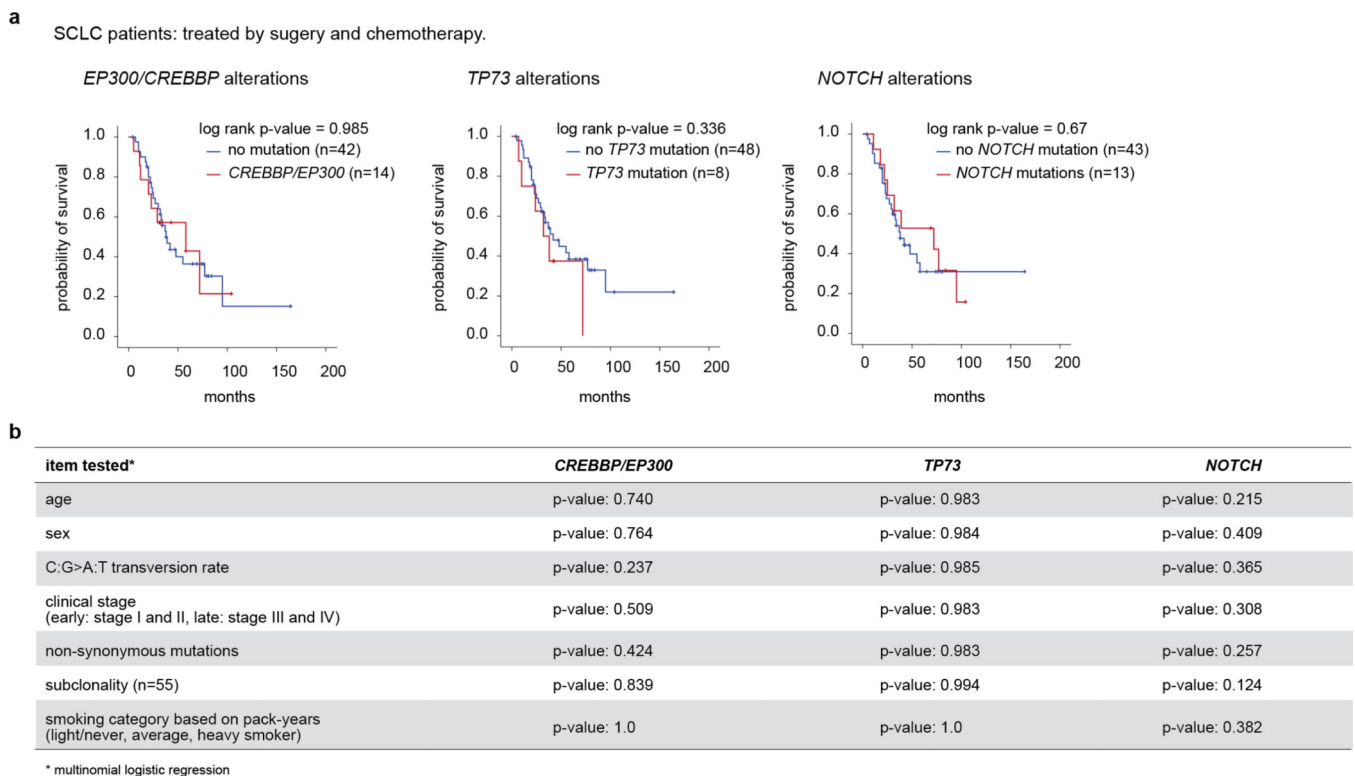 a
SCLC patients: treated by sugery and chemotherapy.
EP300/CREBBP alterations
log rank p-value = 0.985
no mutation (n=42)
CREBBP/EP300 (n=14)
probability of survival
1.0
0.8
0.6
0.4
0.2
0.0
0 50 100 150 200
months
TP73 alterations
log rank p-value = 0.336
no TP73 mutation (n=48)
TP73 mutation (n=8)
probability of survival
1.0
0.8
0.6
0.4
0.2
0.0
0 50 100 150 200
months
NOTCH alterations
log rank p-value = 0.67
no NOTCH mutation (n=43)
NOTCH mutations (n=13)
probability of survival
1.0
0.8
0.6
0.4
0.2
0.0
0 50 100 150 200
months
b
item tested* CREBBP/EP300 TP73 NOTCH
age p-value: 0.740 p-value: 0.983 p-value: 0.215
sex p-value: 0.764 p-value: 0.984 p-value: 0.409
C:G>A:T transversion rate p-value: 0.237 p-value: 0.985 p-value: 0.365
clinical stage
(early: stage I and II, late: stage III and IV) p-value: 0.509 p-value: 0.983 p-value: 0.308
non-synonymous mutations p-value: 0.424 p-value: 0.983 p-value: 0.257
subclonality (n=55) p-value: 0.839 p-value: 0.994 p-value: 0.124
smoking category based on pack-years
(light/never, average, heavy smoker) p-value: 1.0 p-value: 1.0 p-value: 0.382
* multinomial logistic regression